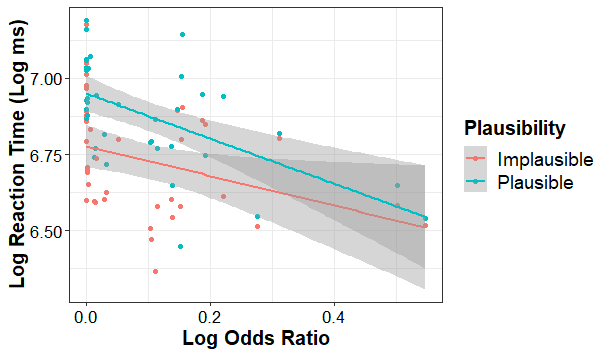 Log Reaction Time (Log ms)
7.00
6.75
6.50
0.0 0.2 0.4
Log Odds Ratio
Plausibility
Implausible
Plausible